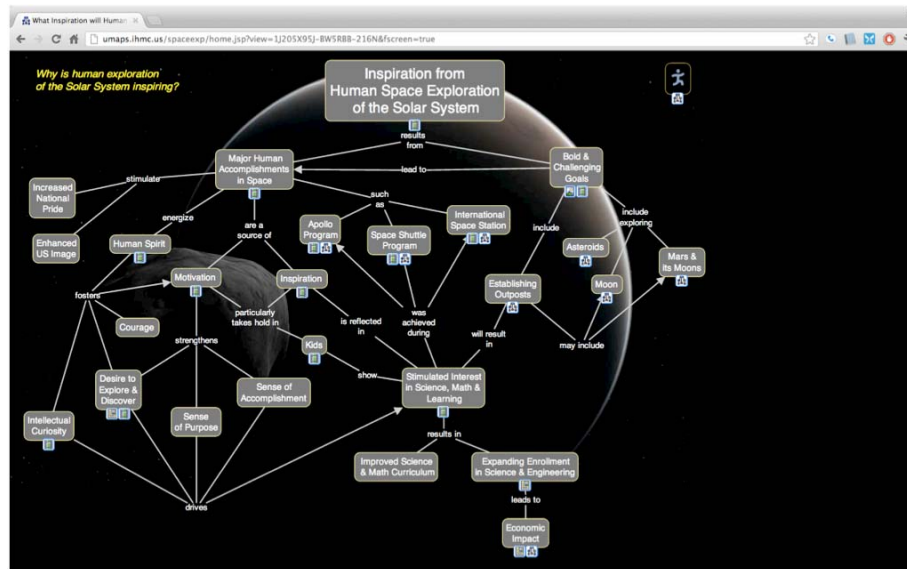 What Inspiration will Human
umaps.ihmc.us/spaceexp/home.jsp?view=1J205X95J-BW5RBB-216N&fscreen=true
Why is human exploration
of the Solar System inspiring?
Inspiration from
Human Space Exploration
of the Solar System
results
from
Major Human
Accomplishments
in Space
lead to
Bold &
Challenging
Goals
stimulate
Increased
National
Pride
Enhanced
US Image
energize
Human Spirit
are a
source of
such
as
Apollo
Program
Space Shuttle
Program
International
Space Station
include
include
exploring
Asteroids
Moon
Mars &
its Moons
Motivation
Inspiration
Establishing
Outposts
fosters
Courage
particularly
takes hold in
is reflected
in
was
achieved
during
will result
in
may include
strengthens
Kids
show
Desire to
Explore &
Discover
Sense of
Accomplishment
Stimulated Interest
in Science, Math &
Learning
Intellectual
Curiosity
Sense
of Purpose
results in
Improved Science
& Math Curriculum
Expanding Enrollment
in Science & Engineering
drives
leads to
Economic
Impact